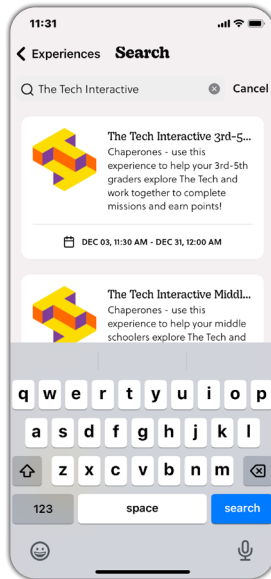 11:31
Experiences Search
The Tech Interactive
Cancel
The Tech Interactive 3rd-5...
Chaperones - use this
experience to help your 3rd-5th
graders explore The Tech and
work together to complete
missions and earn points!
DEC 03, 11:30 AM - DEC 31, 12:00 AM
The Tech Interactive Middl...
Chaperones - use this
experience to help your middle
schoolers explore The Tech and
q w e r t y u i o p
a s d f g h j k l
z x c v b n m
123 space search